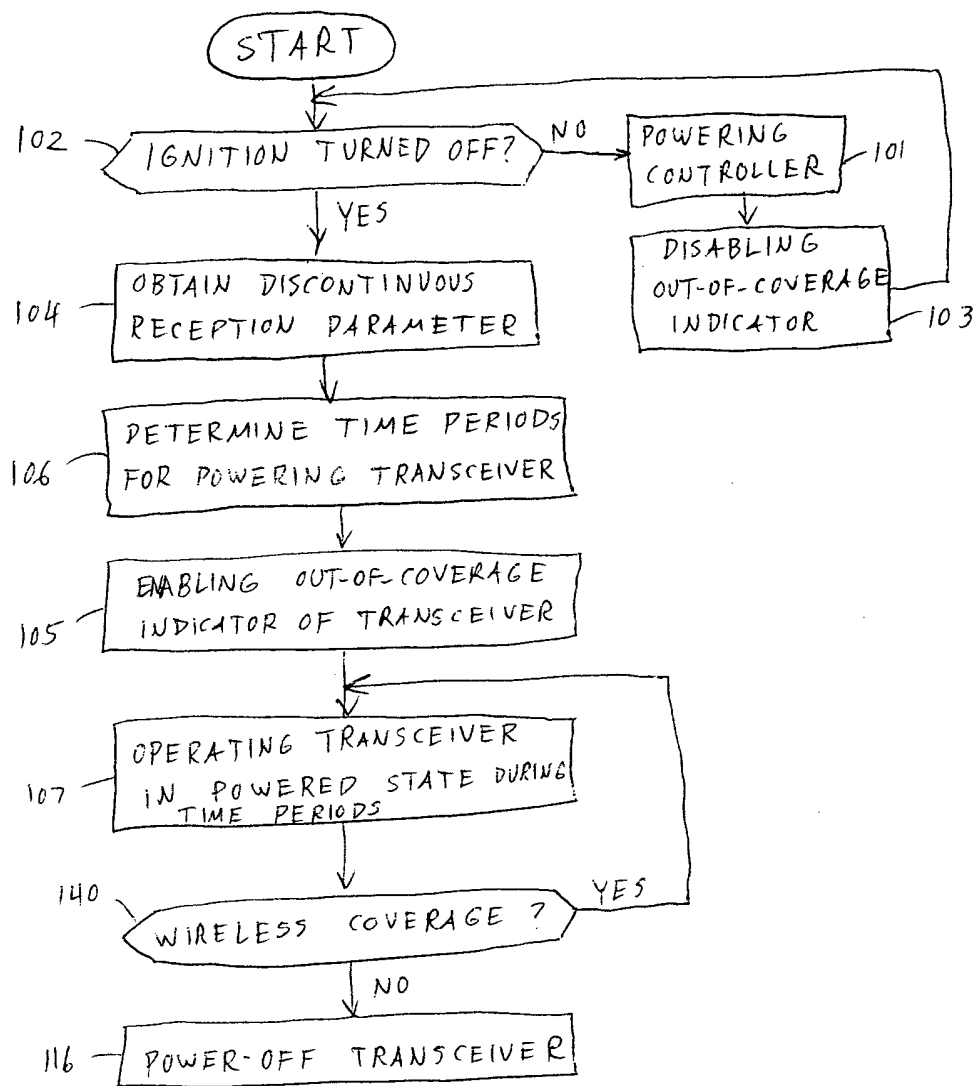 START
102
IGNITION TURNED OFF?
NO
POWERING
CONTROLLER
101
YES
DISABLING
OUT-OF-COVERAGE
INDICATOR
103
104
OBTAIN DISCONTINUOUS
RECEPTION PARAMETER
106
DETERMINE TIME PERIODS
FOR POWERING TRANSCEIVER
105
ENABLING OUT-OF-COVERAGE
INDICATOR OF TRANSCEIVER
107
OPERATING TRANSCEIVER
IN POWERED STATE DURING
TIME PERIODS
140
WIRELESS COVERAGE ?
YES
NO
116
POWER-OFF TRANSCEIVER